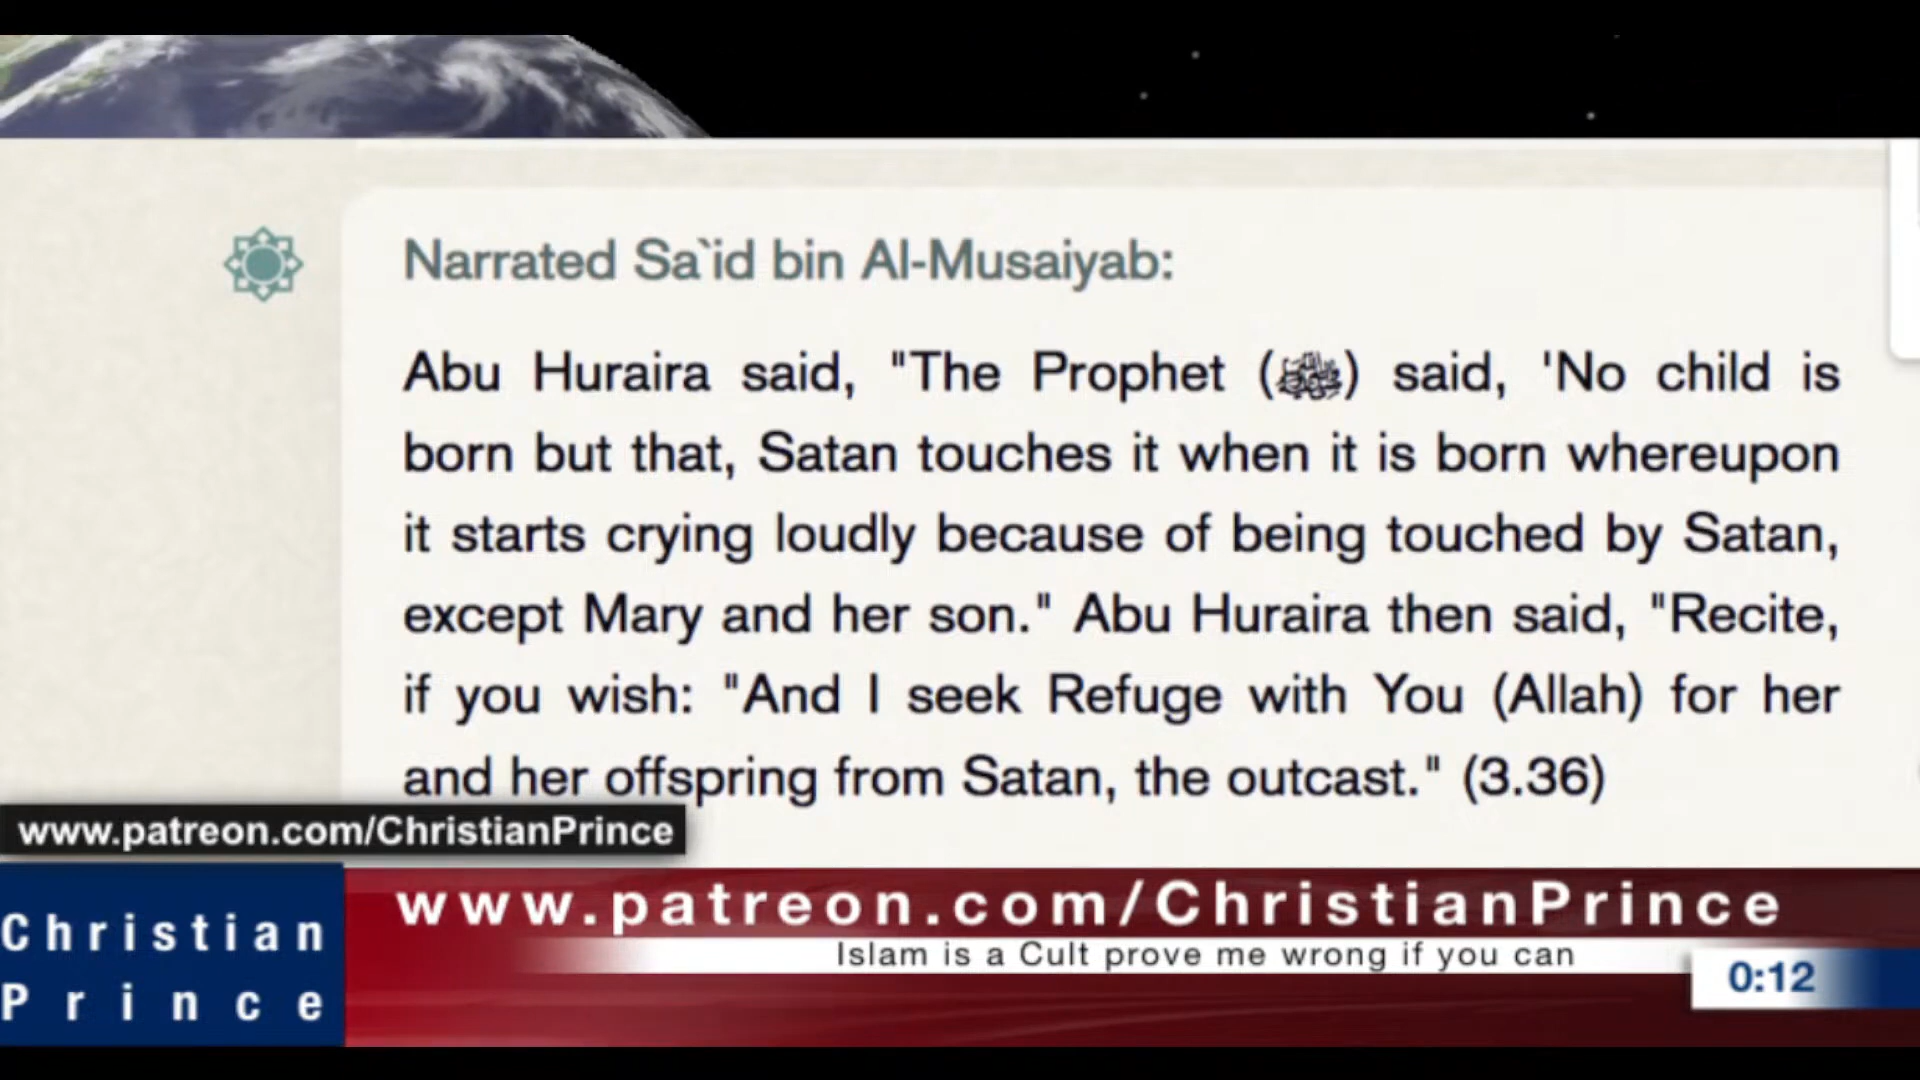 Narrated Sa`id bin Al-Musaiyab:
Abu Huraira said, "The Prophet (ﷺ) said, 'No child is
born but that, Satan touches it when it is born whereupon
it starts crying loudly because of being touched by Satan,
except Mary and her son." Abu Huraira then said, "Recite,
if you wish: "And I seek Refuge with You (Allah) for her
and her offspring from Satan, the outcast." (3.36)
www.patreon.com/ChristianPrince
www.patreon.com/ChristianPrince
Christian
Prince
Islam is a Cult prove me wrong if you can
0:12